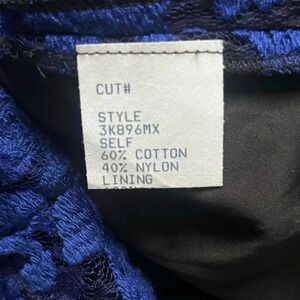 CUT#
STYLE
3K896MX
SELF
60% COTTON
40% NYLON
LINING